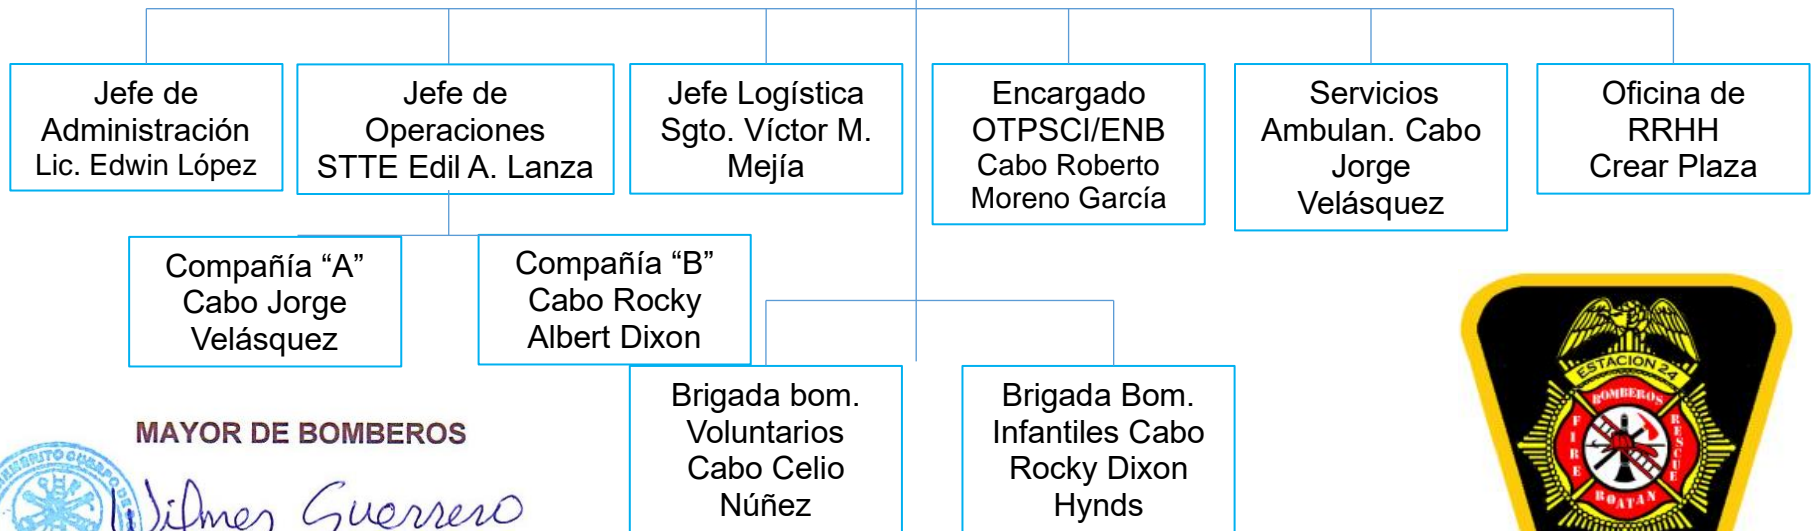 Jefe de
Administración
Lic. Edwin López
Jefe de
Operaciones
STTE Edil A. Lanza
Jefe Logística
Sgto. Víctor M.
Mejía
Encargado
OTPSCI/ENB
Cabo Roberto
Moreno García
Servicios
Ambulan. Cabo
Jorge
Velásquez
Oficina de
RRHH
Crear Plaza
Compañía “A”
Cabo Jorge
Velásquez
Compañía “B”
Cabo Rocky
Albert Dixon
Brigada bom.
Voluntarios
Cabo Celio
Núñez
Brigada Bom.
Infantiles Cabo
Rocky Dixon
Hynds
MAYOR DE BOMBEROS
Wilmer Guerrero
ESTACION 24
BOMBEROS
FIRE
RESCUE
ROATAN